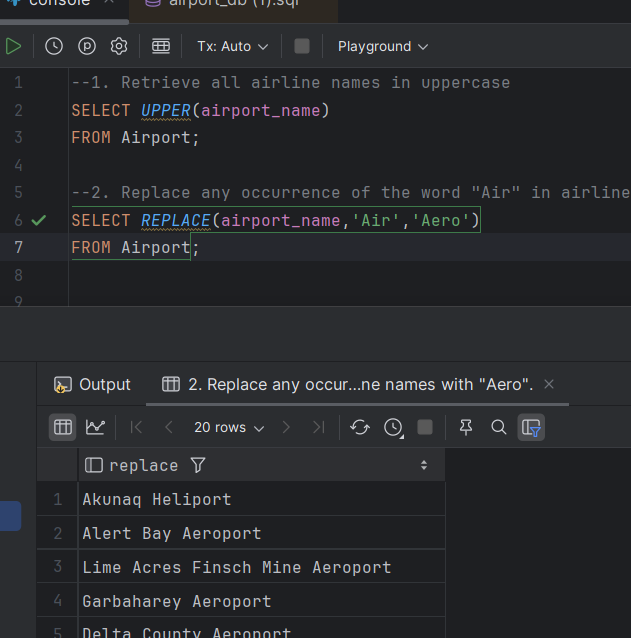 console
airport_db (1).sql
Tx: Auto
Playground
1 --1. Retrieve all airline names in uppercase
2 SELECT UPPER(airport_name)
3 FROM Airport;
4
5 --2. Replace any occurrence of the word "Air" in airline
6 SELECT REPLACE(airport_name,'Air','Aero')
7 FROM Airport;
8
9
Output
2. Replace any occur...ne names with "Aero".
20 rows
replace
1 Akunaq Heliport
2 Alert Bay Aeroport
3 Lime Acres Finsch Mine Aeroport
4 Garbaharey Aeroport
5 Delta County Aeroport